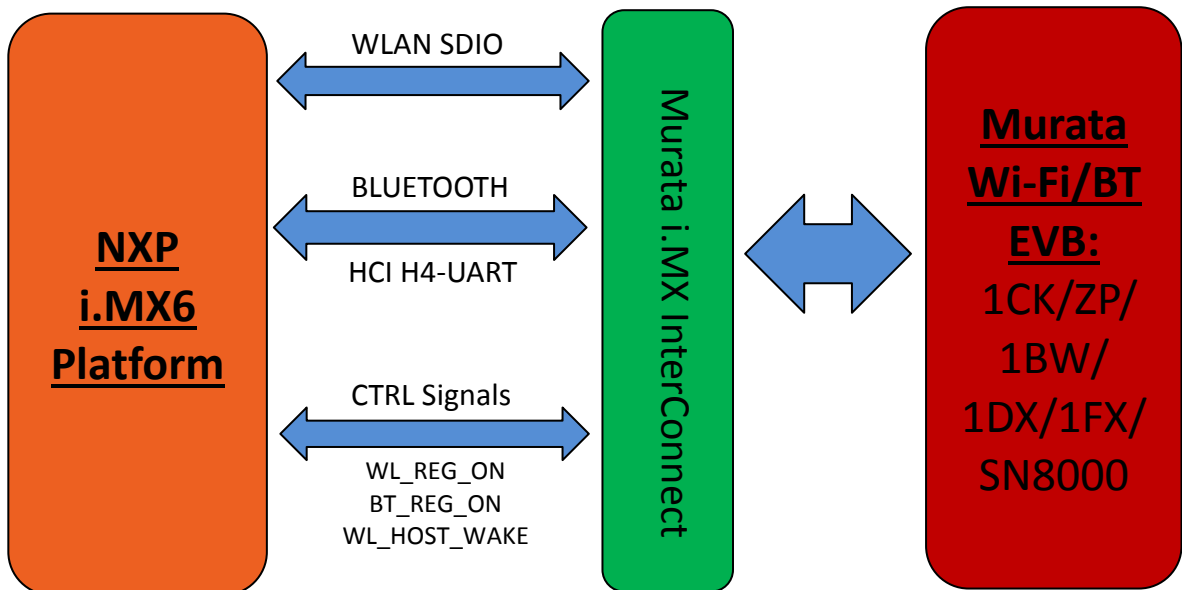 NXP
i.MX6
Platform
WLAN SDIO
BLUETOOTH
HCI H4-UART
CTRL Signals
WL_REG_ON
BT_REG_ON
WL_HOST_WAKE
Murata i.MX InterConnect
Murata
Wi-Fi/BT
EVB:
1CK/ZP/
1BW/
1DX/1FX/
SN8000